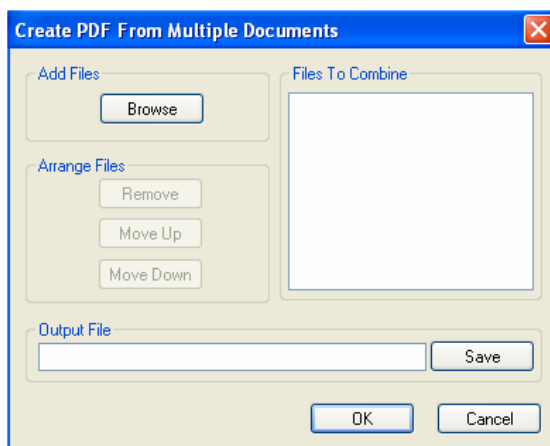 Create PDF From Multiple Documents
Add Files
Browse
Files To Combine
Arrange Files
Remove
Move Up
Move Down
Output File
Save
OK
Cancel